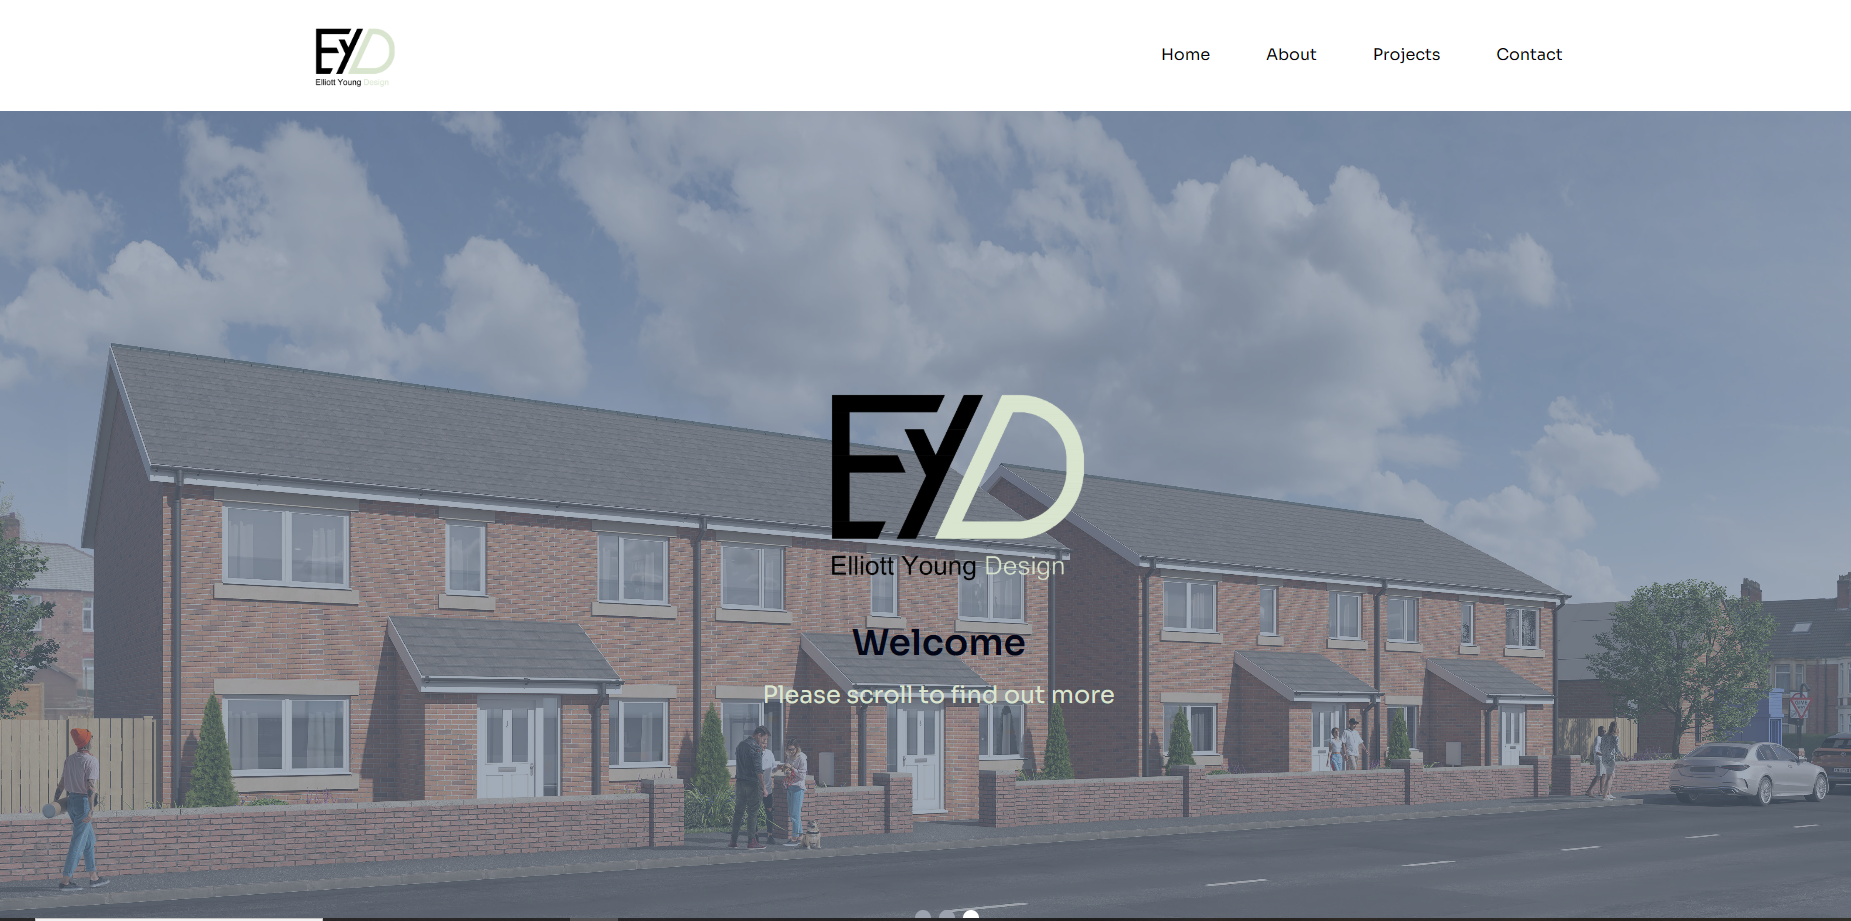 EYD
Elliott Young Design
Home About Projects Contact
EYD
Elliott Young Design
Welcome
Please scroll to find out more